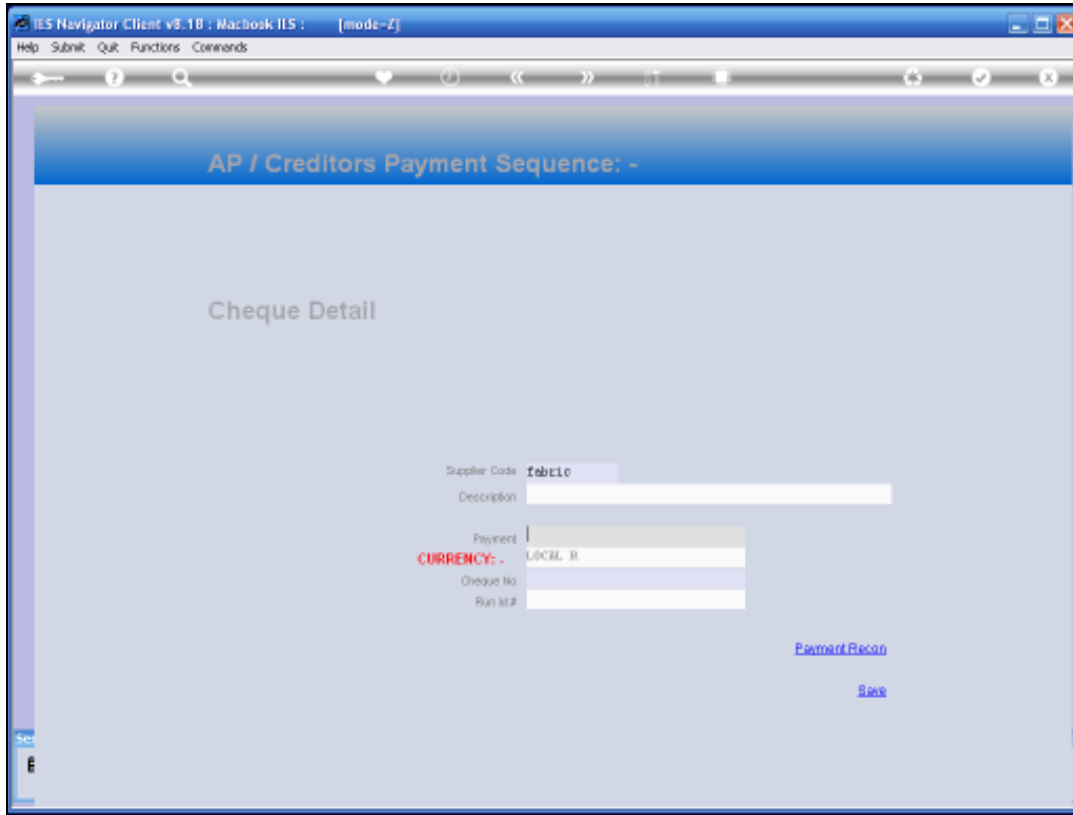 IES Navigator Client v8.18 : Macbook IES : [mode=Z]
Help Submit Quit Functions Commands
AP / Creditors Payment Sequence: -
Cheque Detail
Supplier Code fabric
Description
Payment
CURRENCY: - LOCAL R
Cheque No
Run Id #
Payment Recon
Save